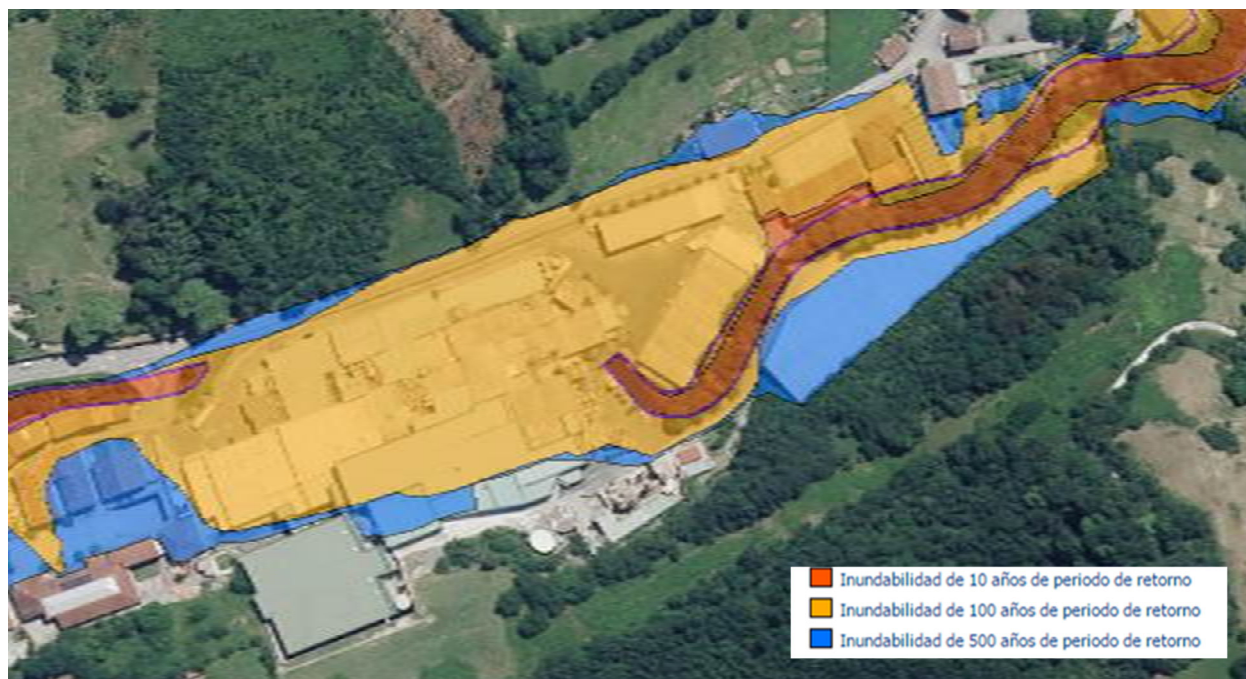 Inundabilidad de 10 años de periodo de retorno
Inundabilidad de 100 años de periodo de retorno
Inundabilidad de 500 años de periodo de retorno